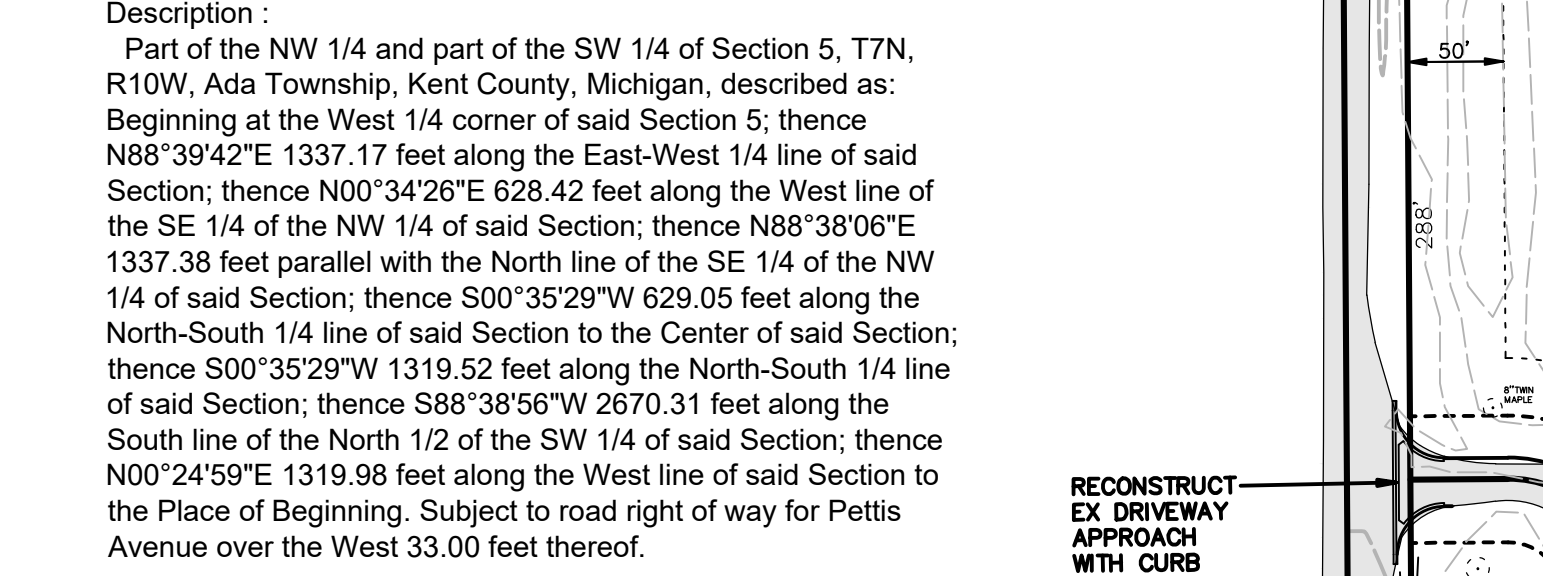 Description :
Part of the NW 1/4 and part of the SW 1/4 of Section 5, T7N,
R10W, Ada Township, Kent County, Michigan, described as:
Beginning at the West 1/4 corner of said Section 5; thence
N88°39'42"E 1337.17 feet along the East-West 1/4 line of said
Section; thence N00°34'26"E 628.42 feet along the West line of
the SE 1/4 of the NW 1/4 of said Section; thence N88°38'06"E
1337.38 feet parallel with the North line of the SE 1/4 of the NW
1/4 of said Section; thence S00°35'29"W 629.05 feet along the
North-South 1/4 line of said Section to the Center of said Section;
thence S00°35'29"W 1319.52 feet along the North-South 1/4 line
of said Section; thence S88°38'56"W 2670.31 feet along the
South line of the North 1/2 of the SW 1/4 of said Section; thence
N00°24'59"E 1319.98 feet along the West line of said Section to
the Place of Beginning. Subject to road right of way for Pettis
Avenue over the West 33.00 feet thereof.
50'
288'
8"TWIN
MAPLE
RECONSTRUCT
EX DRIVEWAY
APPROACH
WITH CURB